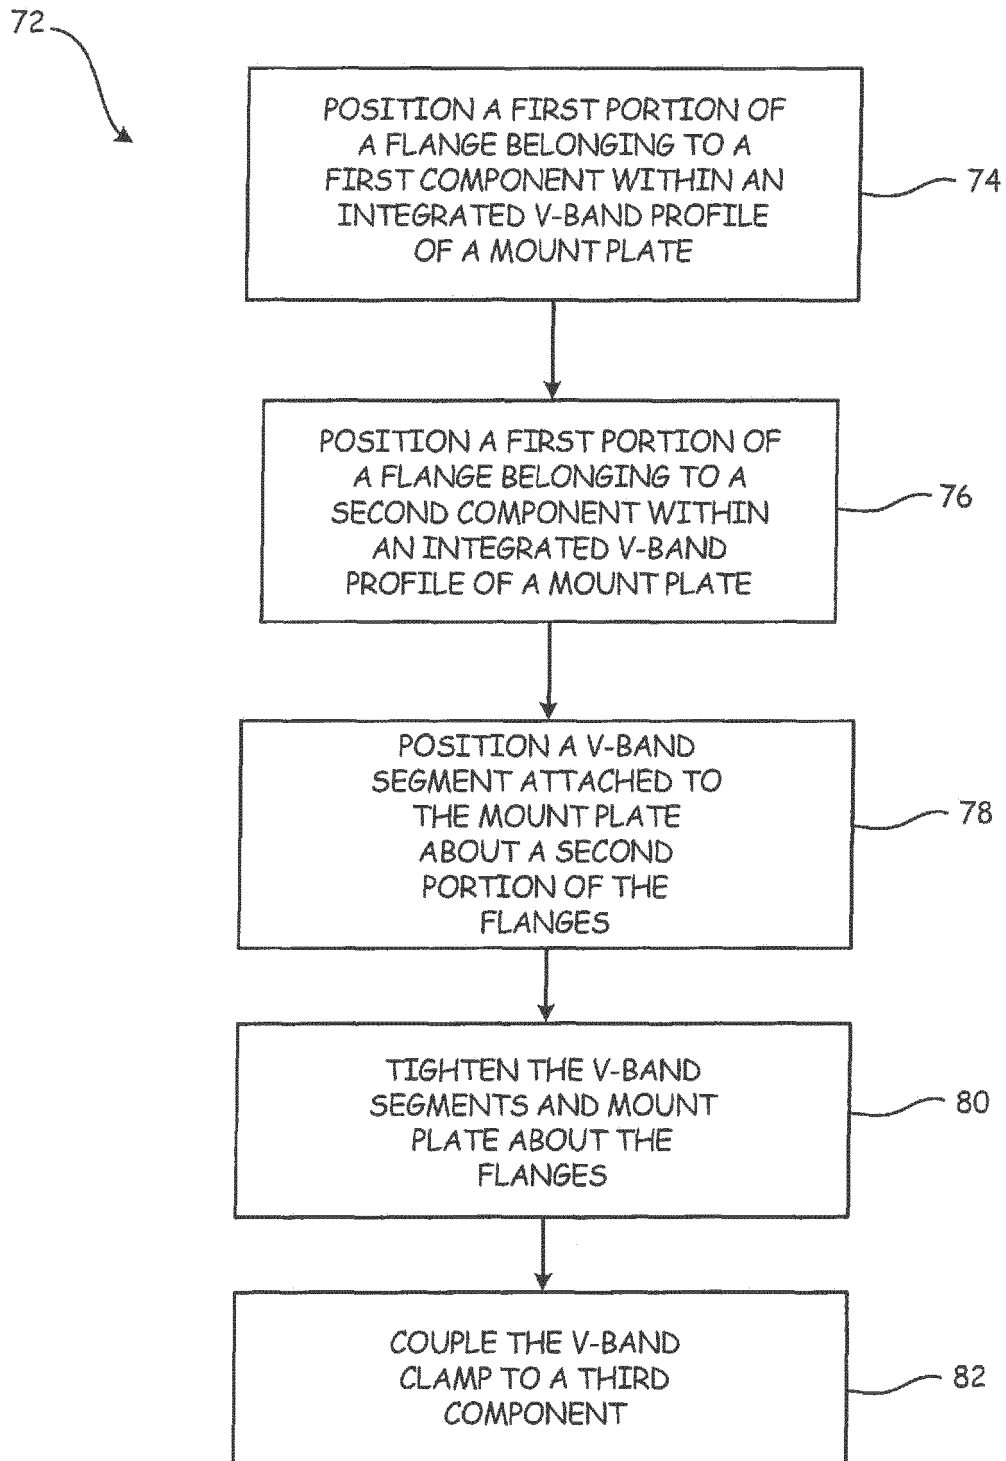 72
POSITION A FIRST PORTION OF
A FLANGE BELONGING TO A
FIRST COMPONENT WITHIN AN
INTEGRATED V-BAND PROFILE
OF A MOUNT PLATE
74
POSITION A FIRST PORTION OF
A FLANGE BELONGING TO A
SECOND COMPONENT WITHIN
AN INTEGRATED V-BAND
PROFILE OF A MOUNT PLATE
76
POSITION A V-BAND
SEGMENT ATTACHED TO
THE MOUNT PLATE
ABOUT A SECOND
PORTION OF THE
FLANGES
78
TIGHTEN THE V-BAND
SEGMENTS AND MOUNT
PLATE ABOUT THE
FLANGES
80
COUPLE THE V-BAND
CLAMP TO A THIRD
COMPONENT
82